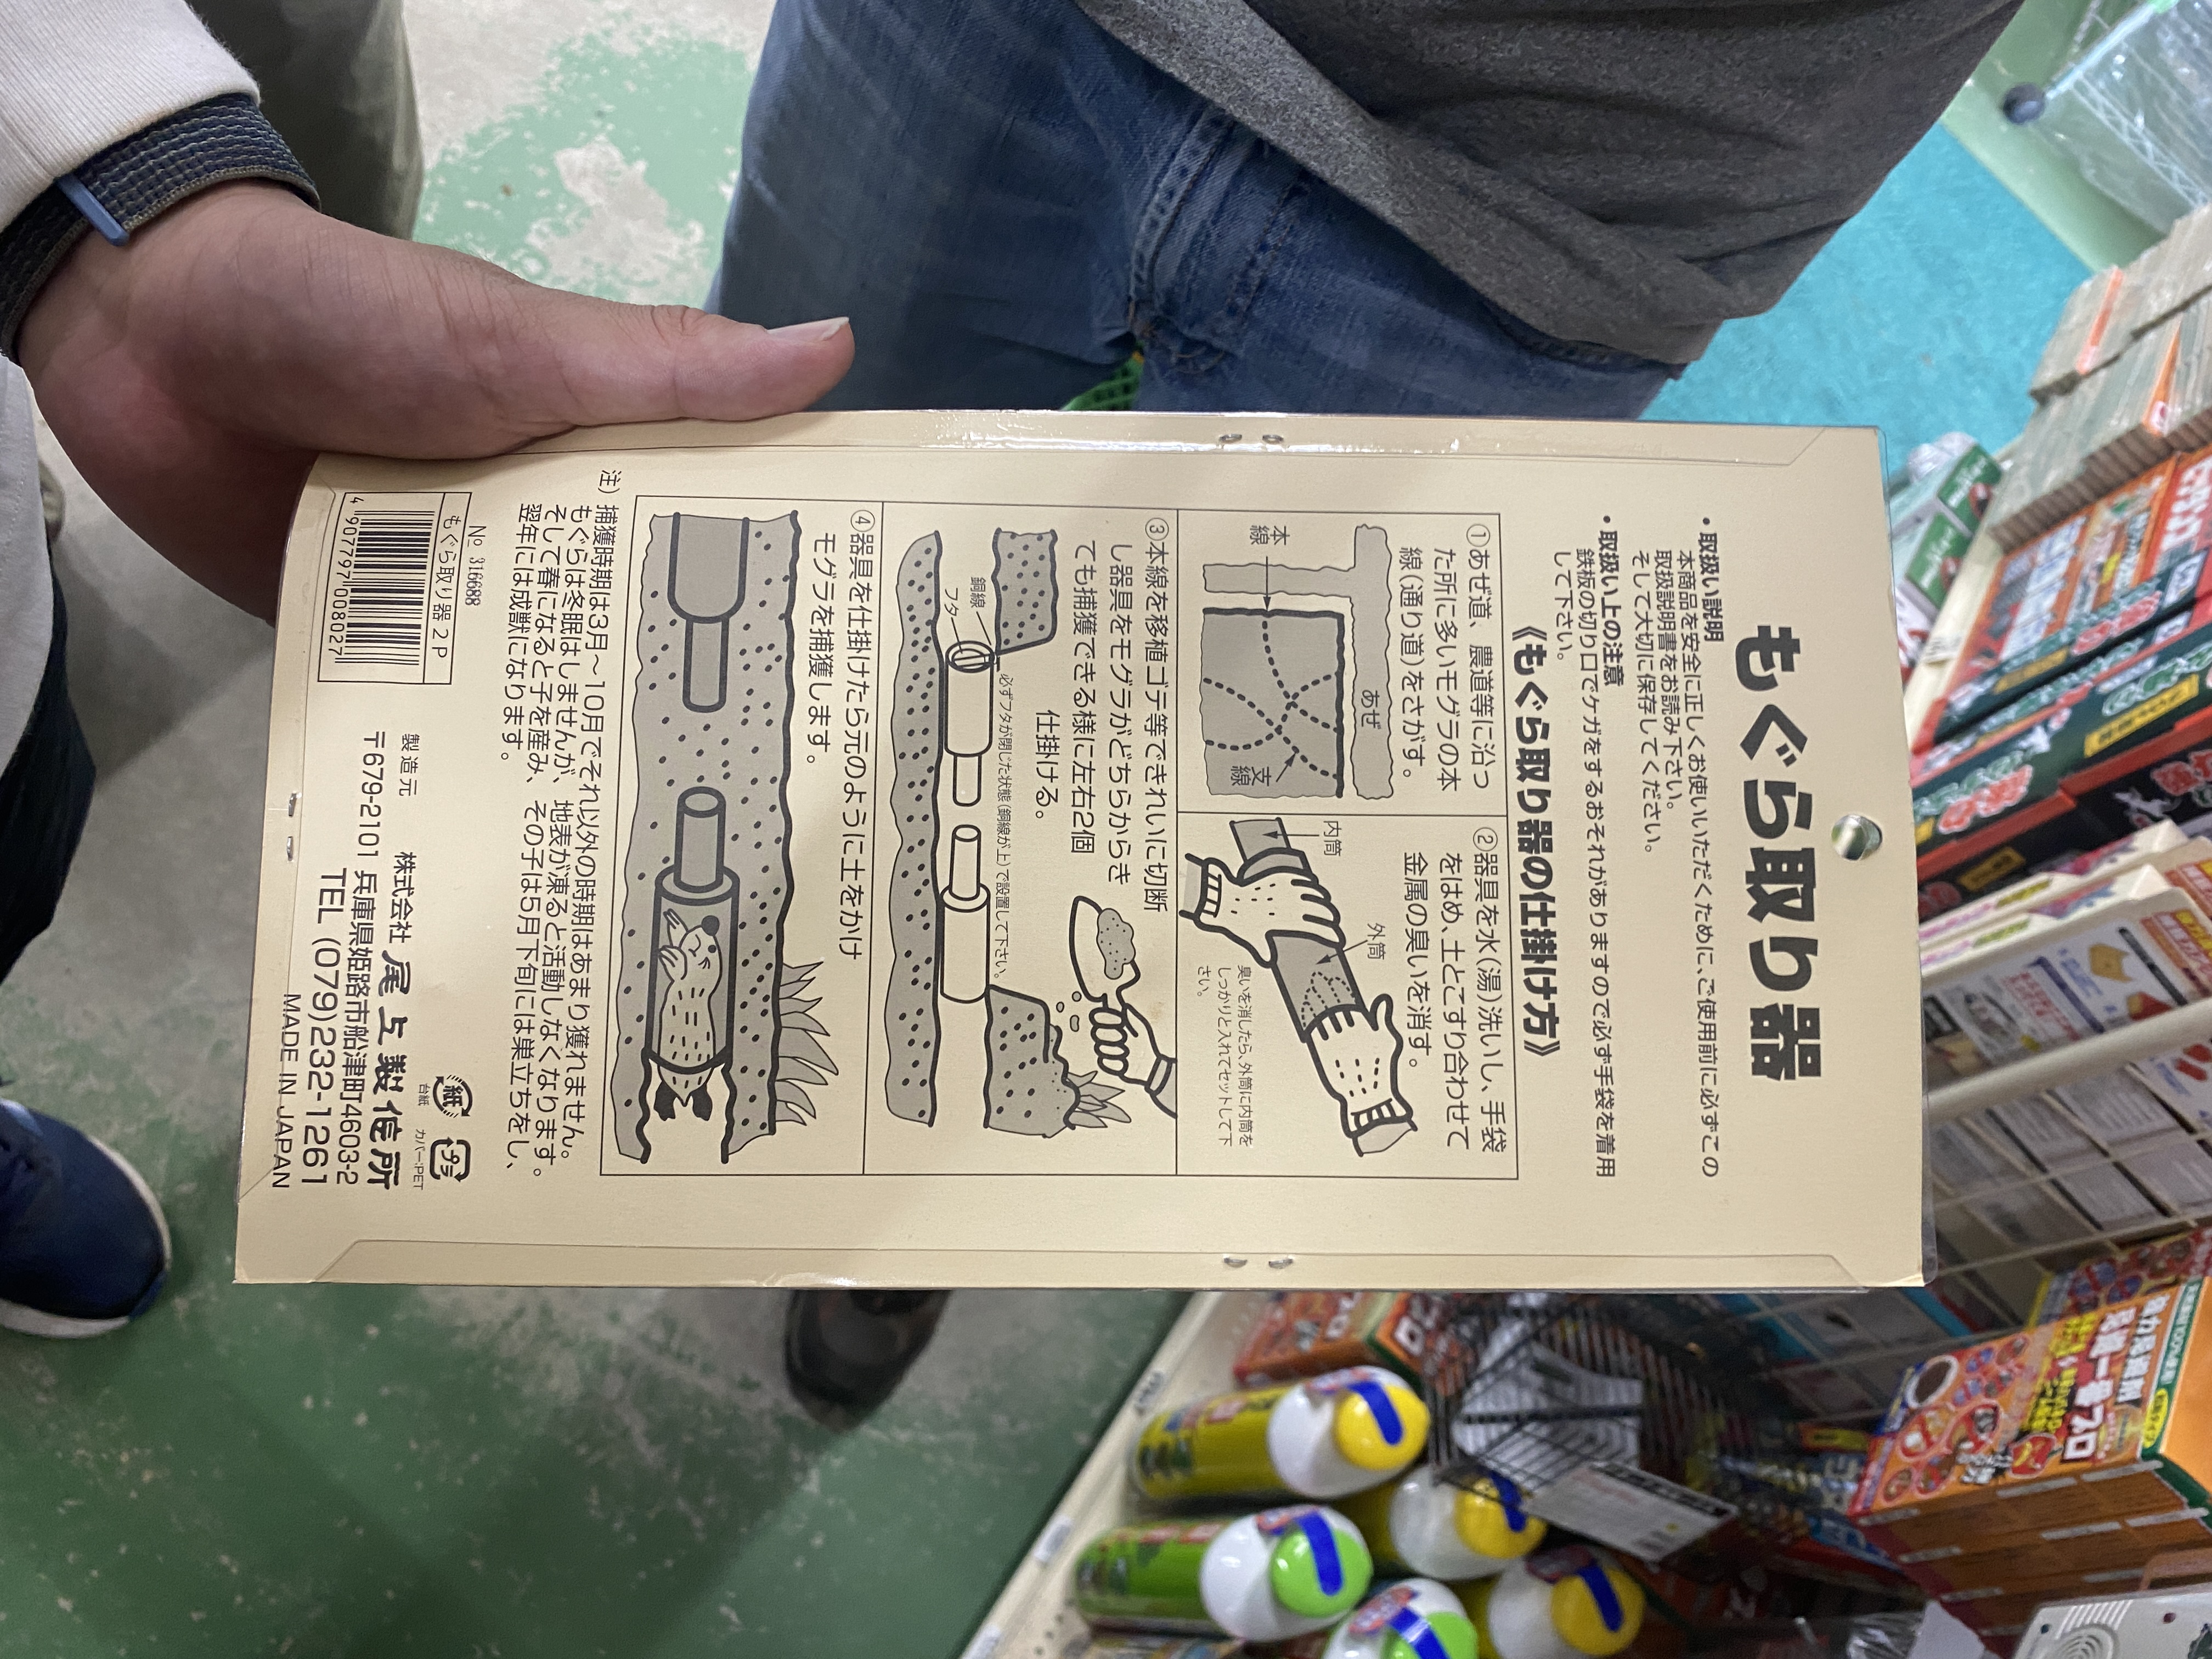 もぐら取り器
・取扱い説明
本商品を安全に正しくお使いいただくために、ご使用前に必ずこの
取扱説明書をお読み下さい。
そして大切に保存してください。
・取扱い上の注意
鉄板の切り口でケガをするおそれがありますので必ず手袋を着用
して下さい。
《もぐら取り器の仕掛け方》
①あぜ道、農道等に沿っ
た所に多いモグラの本
線(通り道)をさがす。
あぜ
本線
支線
②器具を水(湯)洗いし、手袋
をはめ、土とこすり合わせて
金属の臭いを消す。
内筒
外筒
臭いを消したら、外筒に内筒を
しっかりと入れてセットして下
さい。
③本線を移植ゴテ等できれいに切断
し器具をモグラがどちらからき
ても捕獲できる様に左右2個
仕掛ける。
必ずフタが閉じた状態(銅線が上)で設置して下さい。
銅線
フタ
④器具を仕掛けたら元のように土をかけ
モグラを捕獲します。
注)捕獲時期は3月〜10月でそれ以外の時期はあまり獲れません。
もぐらは冬眠はしませんが、地表が凍ると活動しなくなります。
そして春になると子を産み、その子は5月下旬には巣立ちをし、
翌年には成獣になります。
No 316688
もぐら取り器2P
4 907797 008027
紙
台紙
プラ
カバー:PET
製造元 株式会社 尾上製作所
〒679-2101 兵庫県姫路市船津町4603-2
TEL (079)232-1261
MADE IN JAPAN